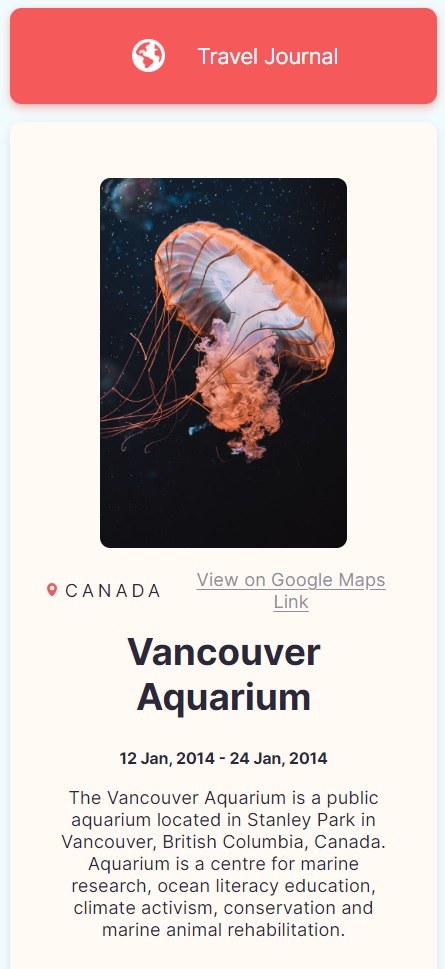 Travel Journal
CANADA
View on Google Maps
Link
Vancouver
Aquarium
12 Jan, 2014 - 24 Jan, 2014
The Vancouver Aquarium is a public
aquarium located in Stanley Park in
Vancouver, British Columbia, Canada.
Aquarium is a centre for marine
research, ocean literacy education,
climate activism, conservation and
marine animal rehabilitation.